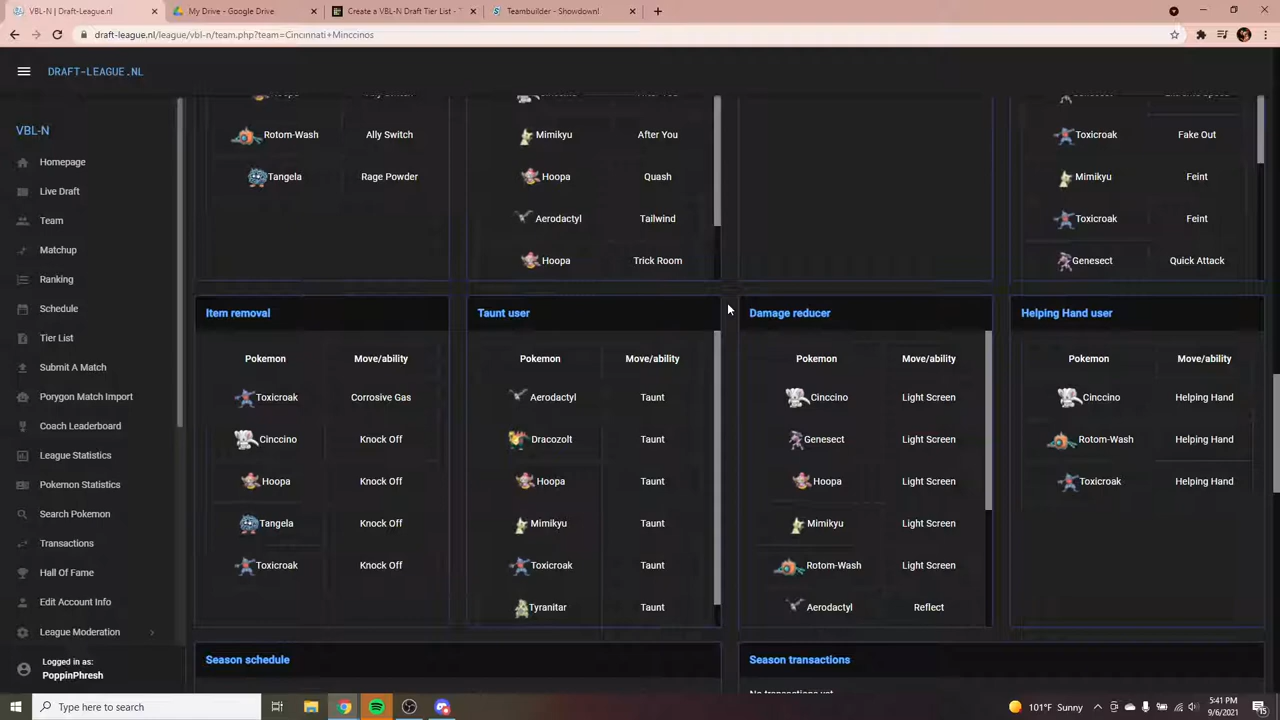 VBL-N | Draft-League.nl
My Drive - Google Drive
Create a VBL-N Draft Tier List - T
Teambuilder - Showdown!
draft-league.nl/league/vbl-n/team.php?team=Cincinnati+Minccinos
DRAFT-LEAGUE.NL
VBL-N
Homepage
Live Draft
Team
Matchup
Ranking
Schedule
Tier List
Submit A Match
Porygon Match Import
Coach Leaderboard
League Statistics
Pokemon Statistics
Search Pokemon
Transactions
Hall Of Fame
Edit Account Info
League Moderation
Logged in as:
PoppinPhresh
Rotom-Wash Ally Switch
Tangela Rage Powder
Mimikyu After You
Hoopa Quash
Aerodactyl Tailwind
Hoopa Trick Room
Toxicroak Fake Out
Mimikyu Feint
Toxicroak Feint
Genesect Quick Attack
Item removal
Pokemon Move/ability
Toxicroak Corrosive Gas
Cinccino Knock Off
Hoopa Knock Off
Tangela Knock Off
Toxicroak Knock Off
Taunt user
Pokemon Move/ability
Aerodactyl Taunt
Dracozolt Taunt
Hoopa Taunt
Mimikyu Taunt
Toxicroak Taunt
Tyranitar Taunt
Damage reducer
Pokemon Move/ability
Cinccino Light Screen
Genesect Light Screen
Hoopa Light Screen
Mimikyu Light Screen
Rotom-Wash Light Screen
Aerodactyl Reflect
Helping Hand user
Pokemon Move/ability
Cinccino Helping Hand
Rotom-Wash Helping Hand
Toxicroak Helping Hand
Season schedule
Season transactions
No transactions yet
Type here to search
101°F Sunny
5:41 PM
9/6/2021
15